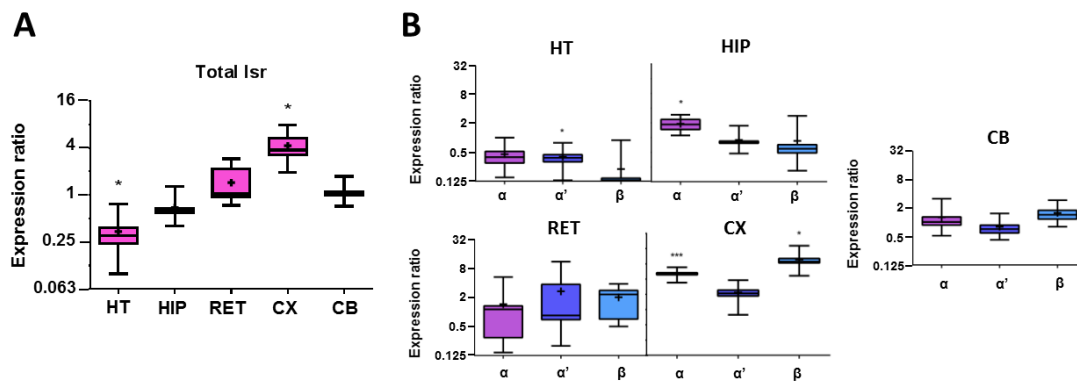 A
Total Isr
Expression ratio
16
4
1
0.25
0.063
*
*
HT HIP RET CX CB
B
HT
HIP
Expression ratio
32
8
2
0.5
0.125
*
*
α α’ β α α’ β
RET
CX
Expression ratio
32
8
2
0.5
0.125
***
*
α α’ β α α’ β
CB
Expression ratio
32
8
2
0.5
0.125
α α’ β